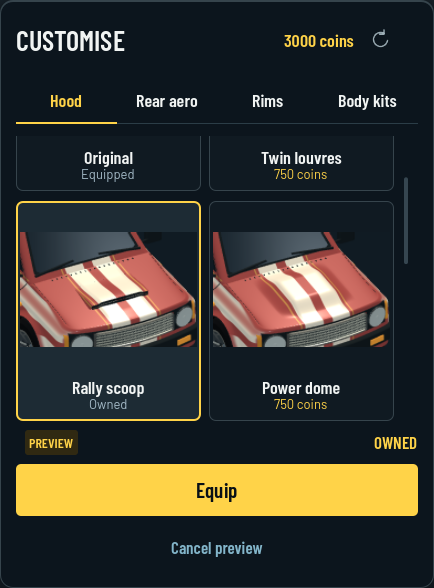 CUSTOMISE
3000 coins
Hood Rear aero Rims Body kits
Original Twin louvres
Equipped 750 coins
Rally scoop Power dome
Owned 750 coins
PREVIEW OWNED
Equip
Cancel preview